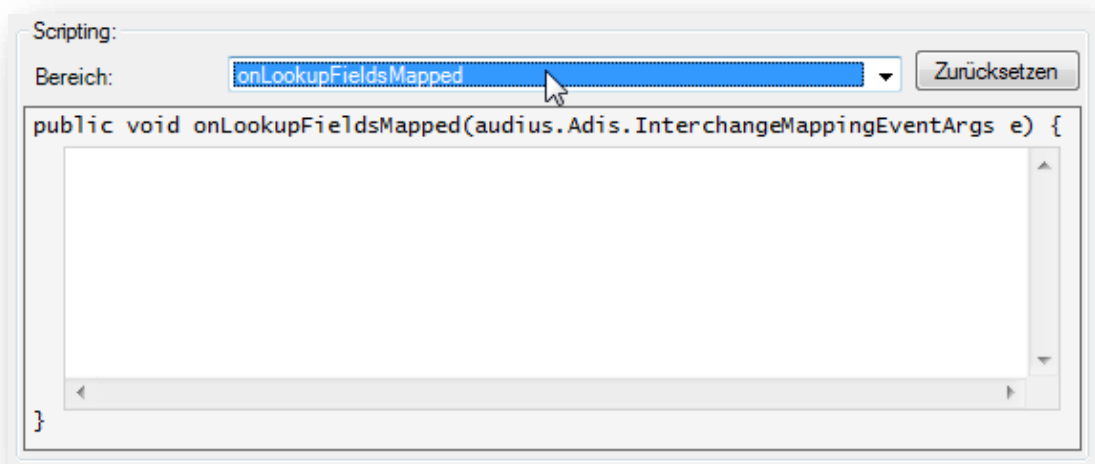 Scripting:
Bereich: onLookupFieldsMapped Zurücksetzen
public void onLookupFieldsMapped(audius.Adis.InterchangeMappingEventArgs e) {
}